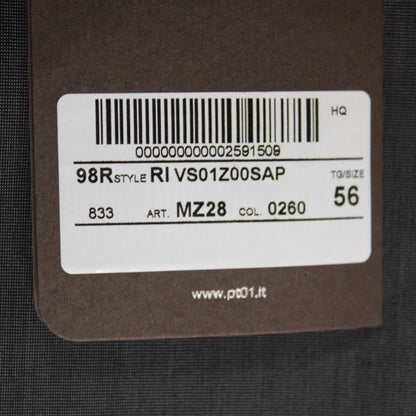 HQ
000000000002591509
98R STYLE RI VS01Z00SAP TG/SIZE
833 ART. MZ28 COL. 0260 56
www.pt01.it